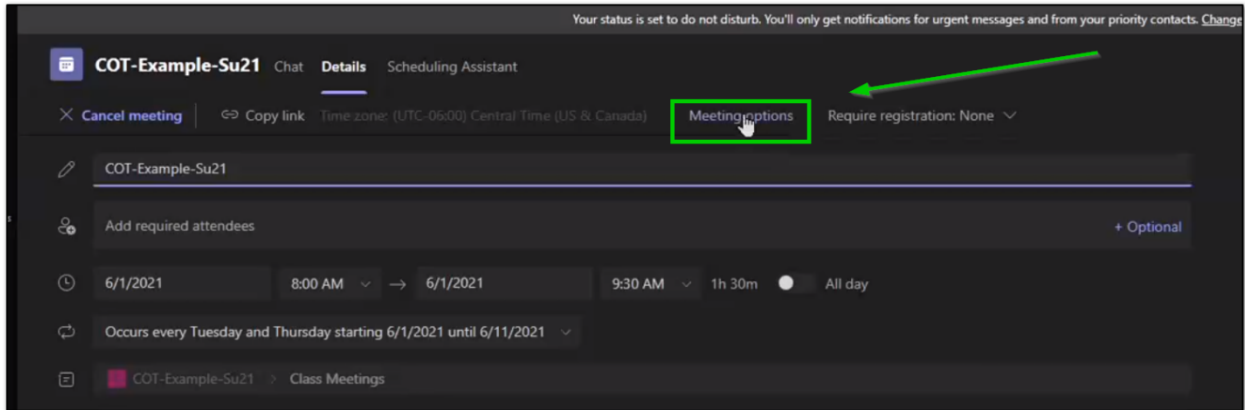 Your status is set to do not disturb. You'll only get notifications for urgent messages and from your priority contacts. Change
COT-Example-Su21 Chat Details Scheduling Assistant
Cancel meeting Copy link Time zone: (UTC-06:00) Central Time (US & Canada) Meeting options Require registration: None
COT-Example-Su21
Add required attendees + Optional
6/1/2021 8:00 AM → 6/1/2021 9:30 AM 1h 30m All day
Occurs every Tuesday and Thursday starting 6/1/2021 until 6/11/2021
COT-Example-Su21 > Class Meetings